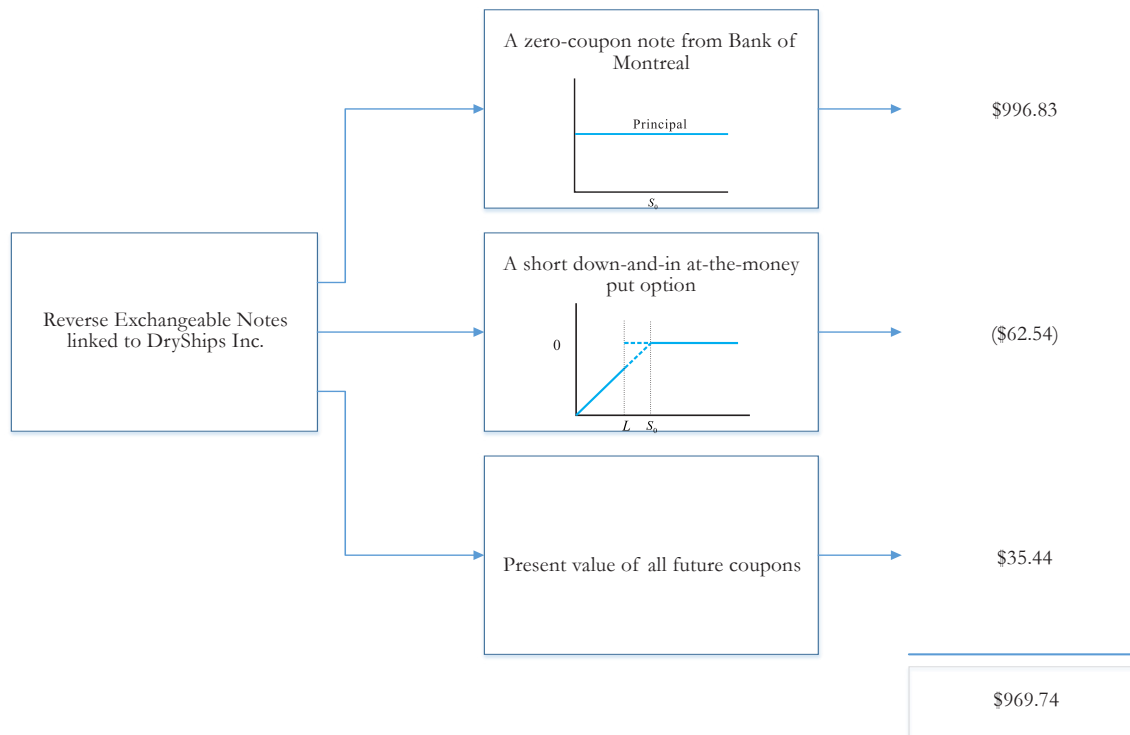 A zero-coupon note from Bank of
Montreal
Principal
S₀
$996.83
Reverse Exchangeable Notes
linked to DryShips Inc.
A short down-and-in at-the-money
put option
0
L S₀
($62.54)
Present value of all future coupons
$35.44
$969.74